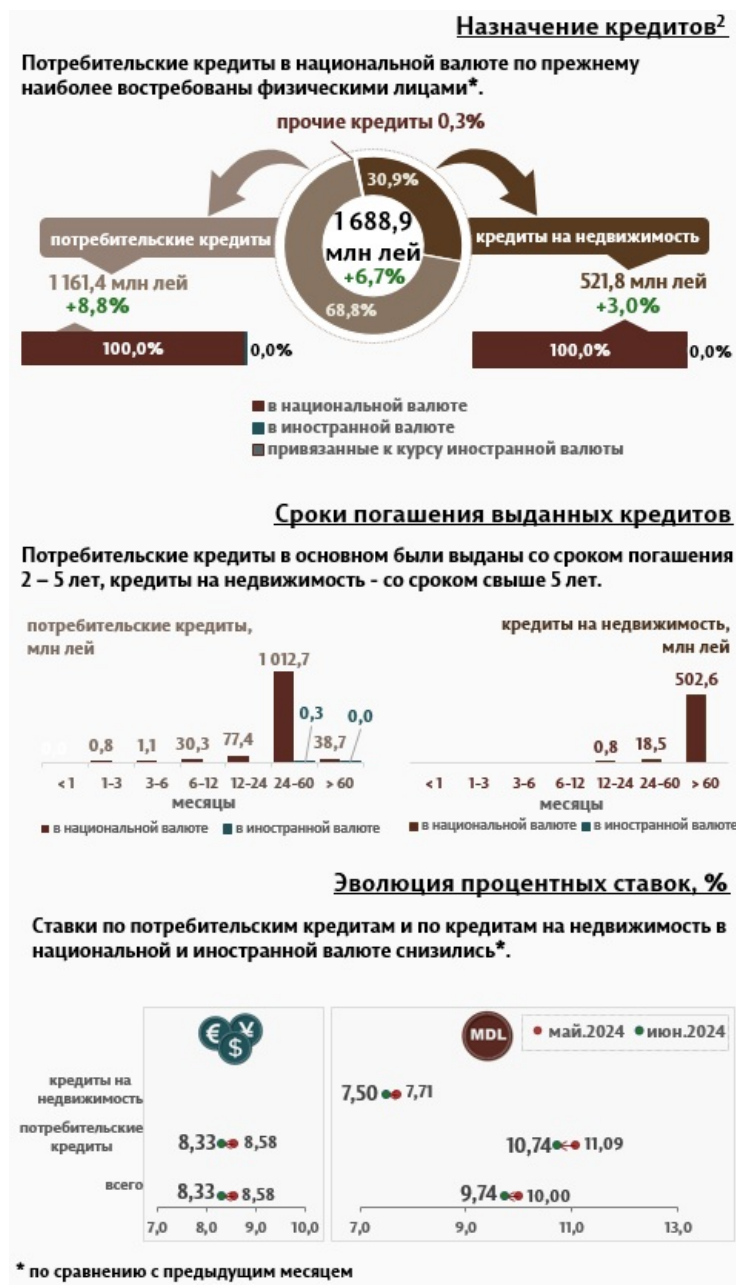 Назначение кредитов²
Потребительские кредиты в национальной валюте по прежнему
наиболее востребованы физическими лицами*.
прочие кредиты 0,3%
30,9%
1 688,9
млн лей
+6,7%
68,8%
потребительские кредиты
1 161,4 млн лей
+8,8%
100,0%
0,0%
кредиты на недвижимость
521,8 млн лей
+3,0%
100,0%
0,0%
в национальной валюте
в иностранной валюте
привязанные к курсу иностранной валюты
Сроки погашения выданных кредитов
Потребительские кредиты в основном были выданы со сроком погашения
2 – 5 лет, кредиты на недвижимость - со сроком свыше 5 лет.
потребительские кредиты,
млн лей
0,0 0,8 1,1 30,3 77,4 1 012,7 0,3 38,7 0,0
<1 1-3 3-6 6-12 12-24 24-60 > 60
месяцы
в национальной валюте в иностранной валюте
кредиты на недвижимость,
млн лей
0,8 18,5 502,6
<1 1-3 3-6 6-12 12-24 24-60 > 60
месяцы
в национальной валюте в иностранной валюте
Эволюция процентных ставок, %
Ставки по потребительским кредитам и по кредитам на недвижимость в
национальной и иностранной валюте снизились*.
€ ¥ $
MDL
май.2024 июн.2024
кредиты на
недвижимость
7,50 7,71
потребительские
кредиты
8,33 8,58
10,74 11,09
всего
8,33 8,58
9,74 10,00
7,0 8,0 9,0 10,0
7,0 9,0 11,0 13,0
* по сравнению с предыдущим месяцем